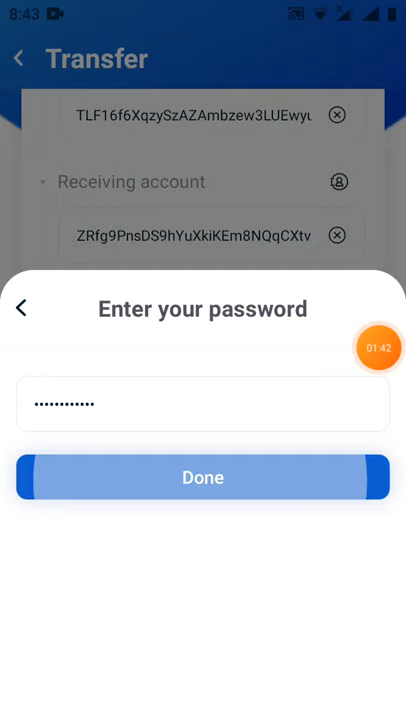 8:43
Transfer
TLF16f6XqzySzAZAmbzew3LUEwyu
Receiving account
ZRfg9PnsDS9hYuXkiKEm8NQqCXtv
Enter your password
01:42
••••••••••••
Done